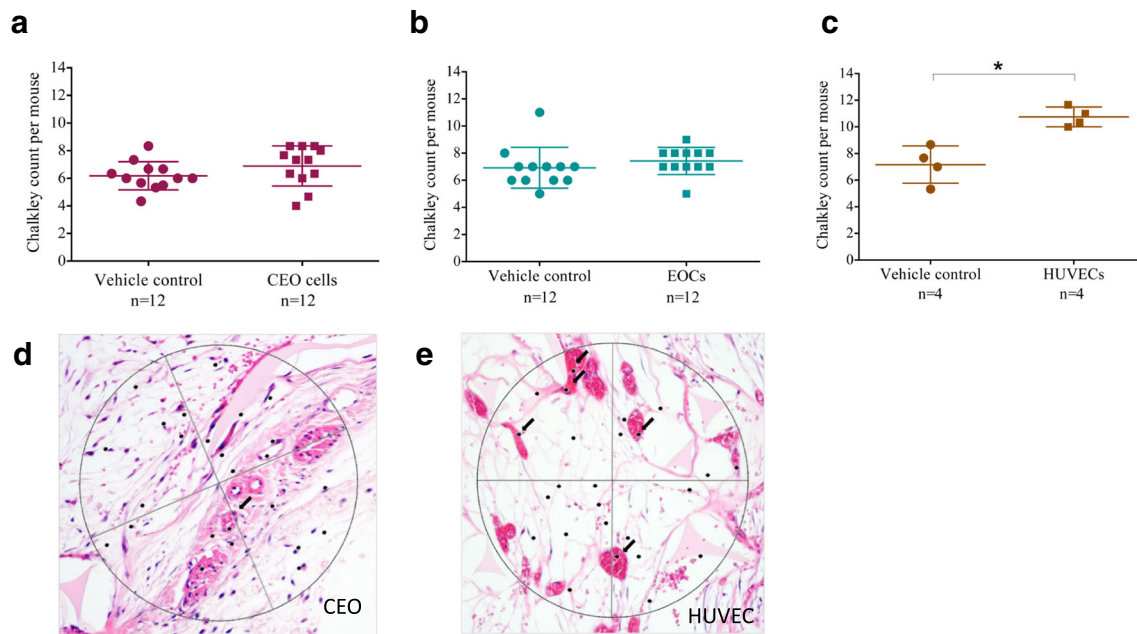 a
Chalkley count per mouse
14
12
10
8
6
4
2
0
Vehicle control
n=12
CEO cells
n=12
b
Chalkley count per mouse
14
12
10
8
6
4
2
0
Vehicle control
n=12
EOCs
n=12
c
Chalkley count per mouse
14
12
10
8
6
4
2
0
*
Vehicle control
n=4
HUVECs
n=4
d
CEO
e
HUVEC